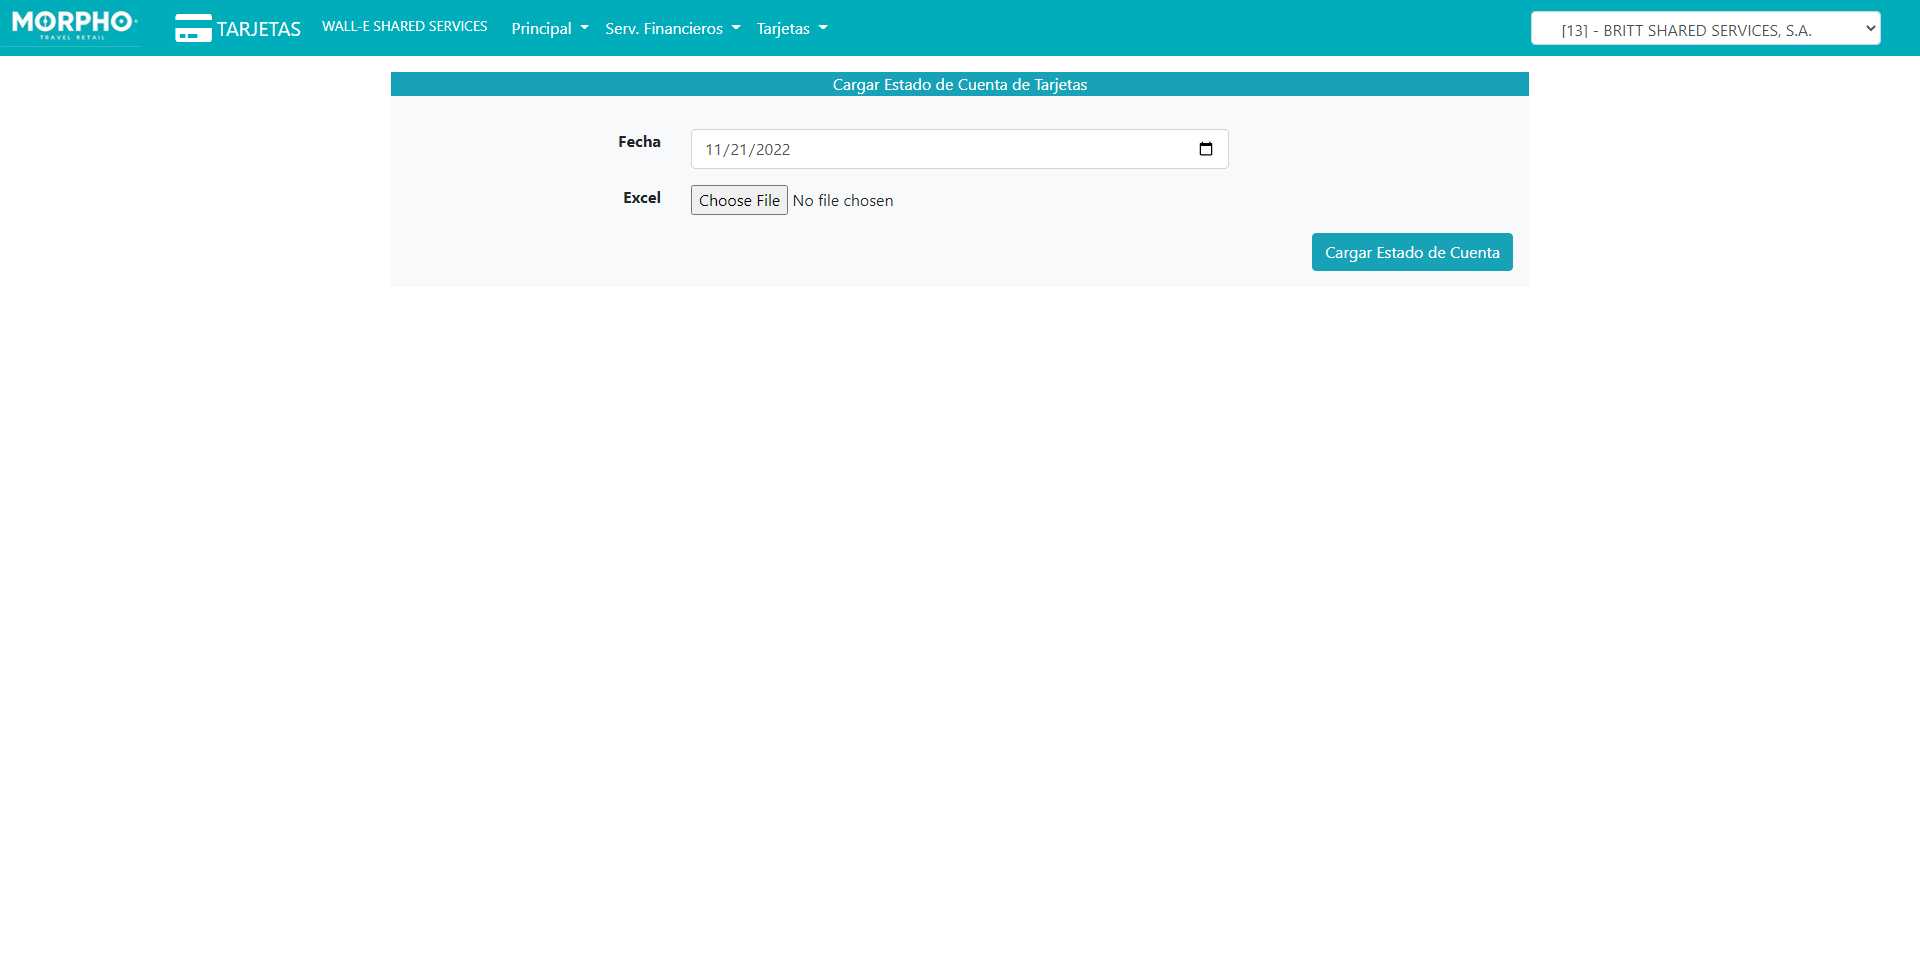 MORPHO
TRAVEL RETAIL
TARJETAS
WALL-E SHARED SERVICES
Principal
Serv. Financieros
Tarjetas
[13] - BRITT SHARED SERVICES, S.A.
Cargar Estado de Cuenta de Tarjetas
Fecha
11/21/2022
Excel
Choose File No file chosen
Cargar Estado de Cuenta